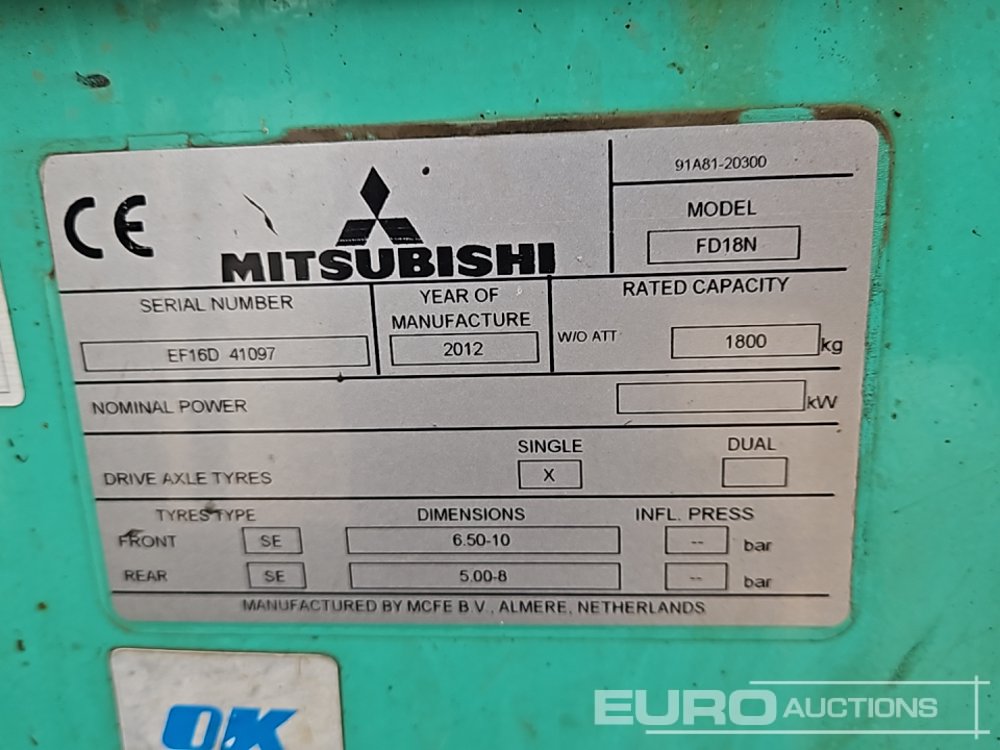 CE
MITSUBISHI
91A81-20300
MODEL
FD18N
SERIAL NUMBER
EF16D 41097
YEAR OF
MANUFACTURE
2012
RATED CAPACITY
W/O ATT 1800 kg
NOMINAL POWER kW
SINGLE DUAL
DRIVE AXLE TYRES X
TYRES TYPE DIMENSIONS INFL. PRESS
FRONT SE 6.50-10 -- bar
REAR SE 5.00-8 -- bar
MANUFACTURED BY MCFE B.V., ALMERE, NETHERLANDS
OK
EURO AUCTIONS